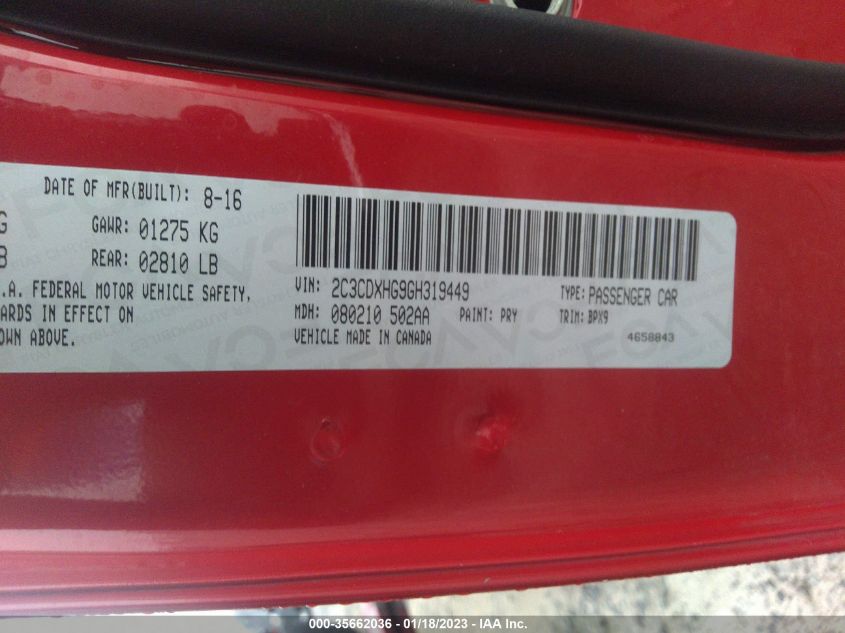 DATE OF MFR(BUILT): 8-16
G GAWR: 01275 KG
B REAR: 02810 LB
.A. FEDERAL MOTOR VEHICLE SAFETY,
ARDS IN EFFECT ON
OWN ABOVE.
VIN: 2C3CDXHG9GH319449 TYPE: PASSENGER CAR
MDH: 080210 502AA PAINT: PRY TRIM: BPX9
VEHICLE MADE IN CANADA 4658843
000-35662036 - 01/18/2023 - IAA Inc.